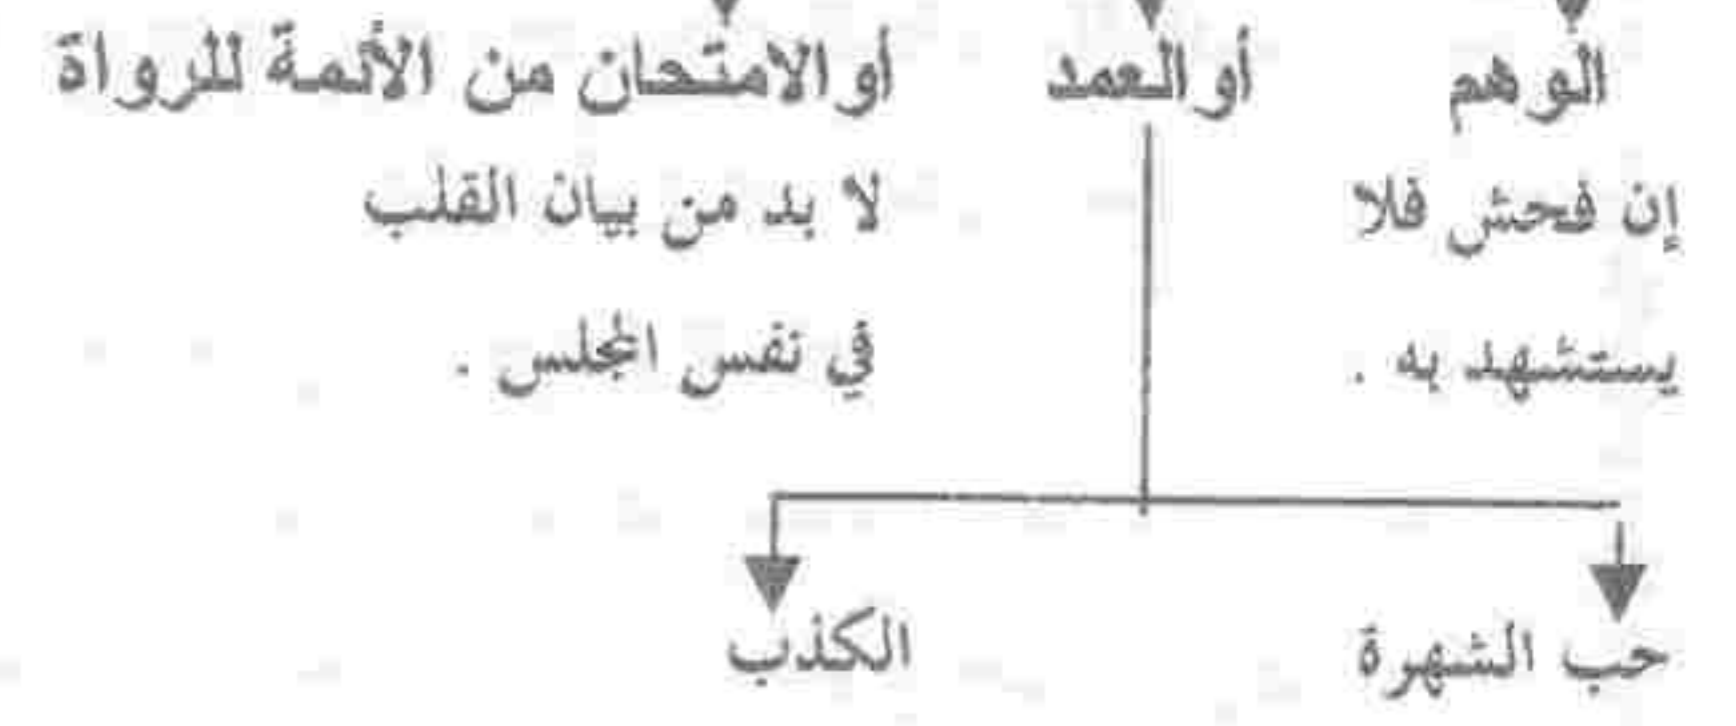 الوهم أو العمد أو الامتحان من الأئمة للرواة
إن فحش فلا
يستشهد به .
لا بد من بيان القلب
في نفس المجلس .
حب الشهرة الكذب